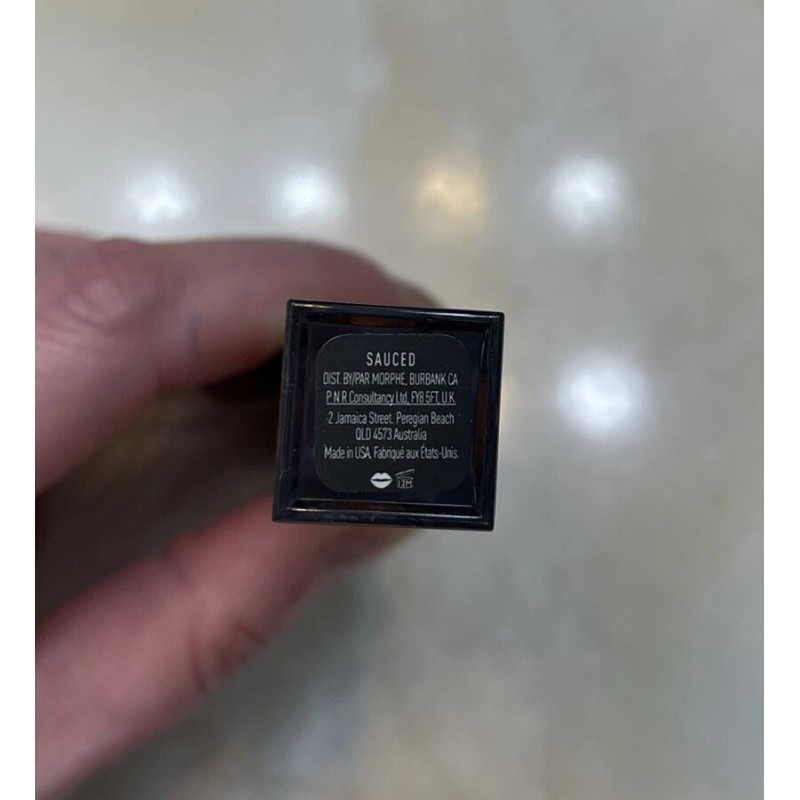 SAUCED
DIST. BY/PAR MORPHE, BURBANK CA
P.N.R Consultancy Ltd, FY8 5FT, U.K
2 Jamaica Street, Peregian Beach
QLD 4573 Australia
Made in USA. Fabriqué aux États-Unis.
12M